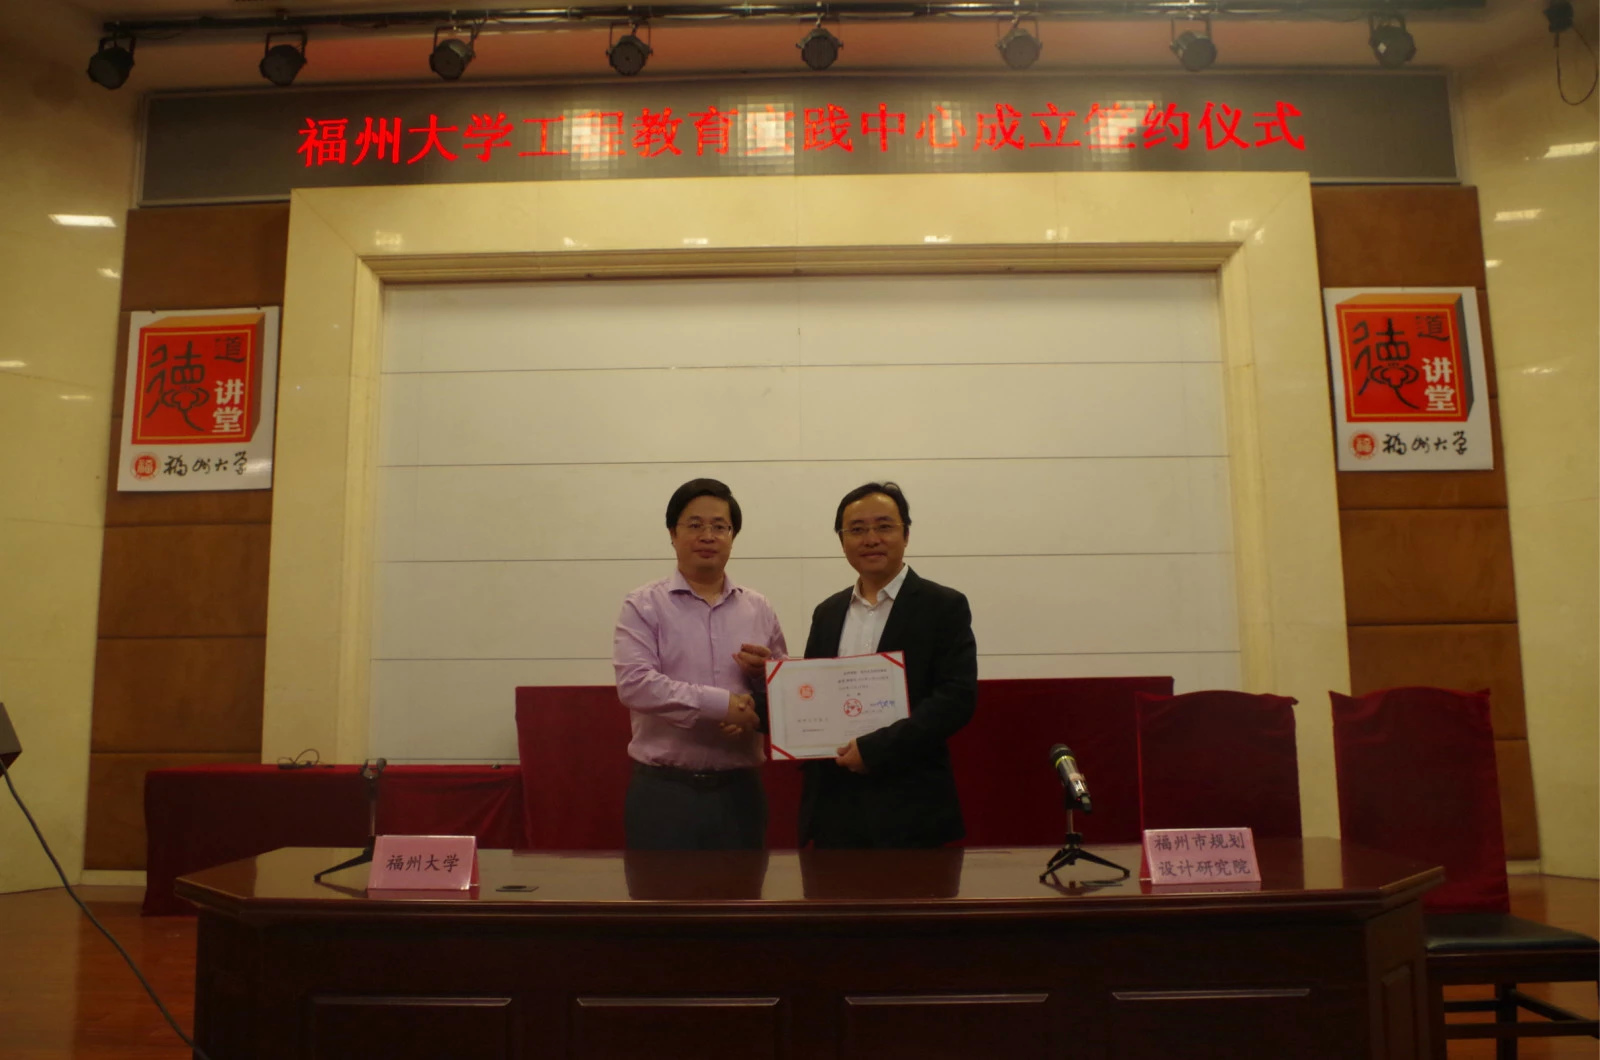 福州大学工程教育实践中心成立签约仪式
道
德
讲堂
福州大学
道
德
讲堂
福州大学
福州大学
福州市规划
设计研究院